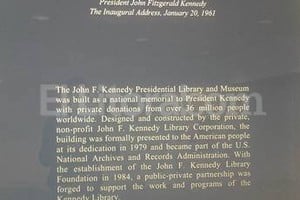 President John Fitzgerald Kennedy
The Inaugural Address, January 20, 1961
The John F. Kennedy Presidential Library and Museum
was built as a national memorial to President Kennedy
with private donations from over 36 million people
worldwide. Designed and constructed by the private,
non-profit John F. Kennedy Library Corporation, the
building was formally presented to the American people
at its dedication in 1979 and became part of the U.S.
National Archives and Records Administration. With
the establishment of the John F. Kennedy Library
Foundation in 1984, a public-private partnership was
forged to support the work and programs of the
Kennedy Library.